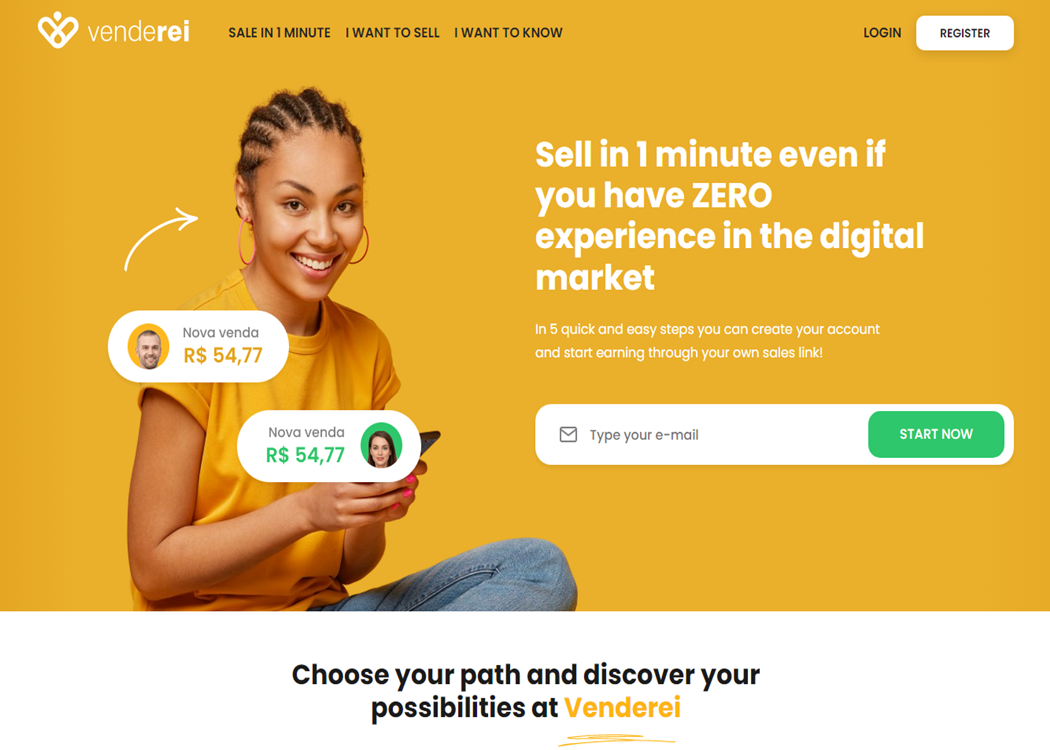 venderei
SALE IN 1 MINUTE
I WANT TO SELL
I WANT TO KNOW
LOGIN
REGISTER
Sell in 1 minute even if
you have ZERO
experience in the digital
market
In 5 quick and easy steps you can create your account
and start earning through your own sales link!
Type your e-mail
START NOW
Nova venda
R$ 54,77
Nova venda
R$ 54,77
Choose your path and discover your
possibilities at Venderei